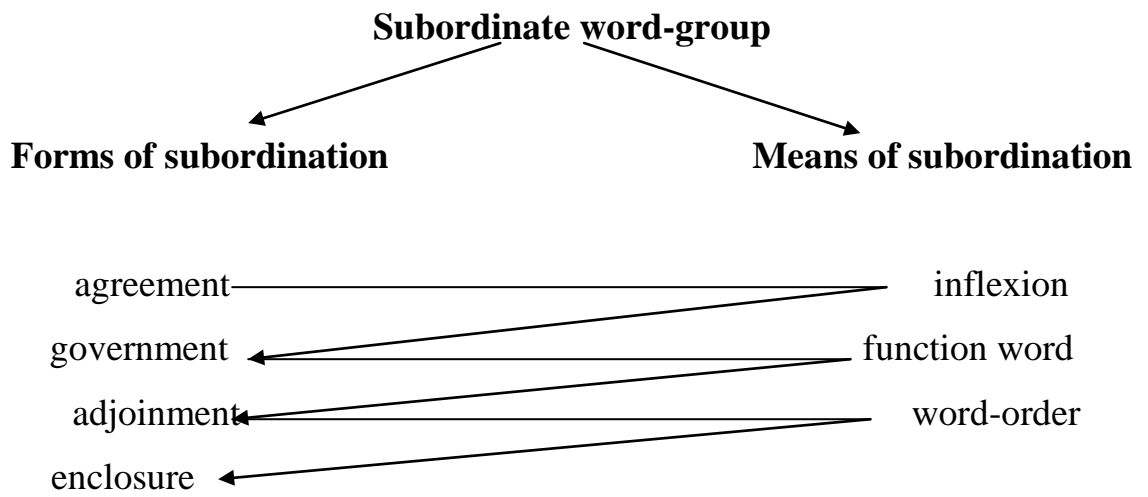 Subordinate word-group
Forms of subordination Means of subordination
agreement inflexion
government function word
adjoinment word-order
enclosure